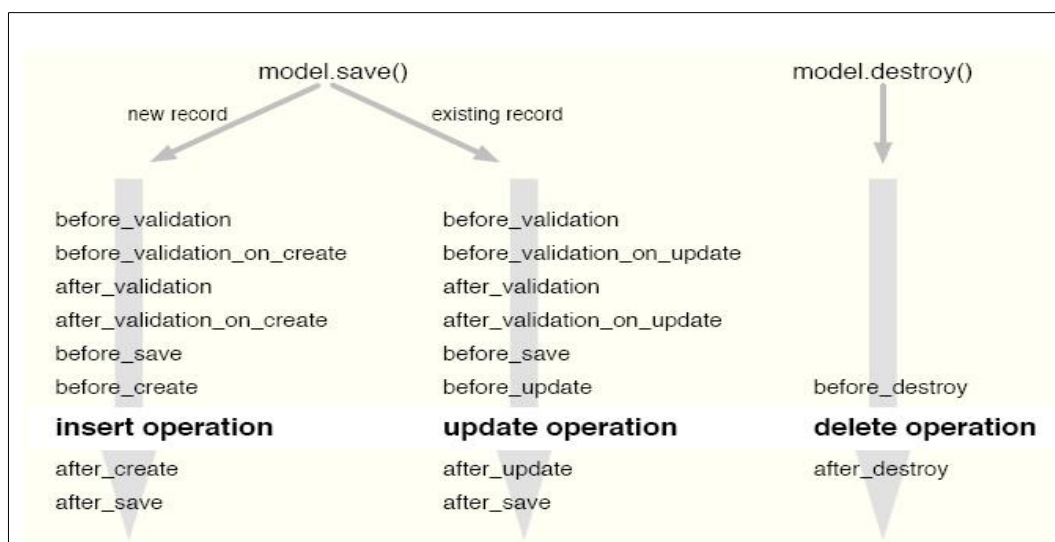 model.save()
model.destroy()
new record
existing record
before_validation
before_validation_on_create
after_validation
after_validation_on_create
before_save
before_create
insert operation
after_create
after_save
before_validation
before_validation_on_update
after_validation
after_validation_on_update
before_save
before_update
update operation
after_update
after_save
before_destroy
delete operation
after_destroy